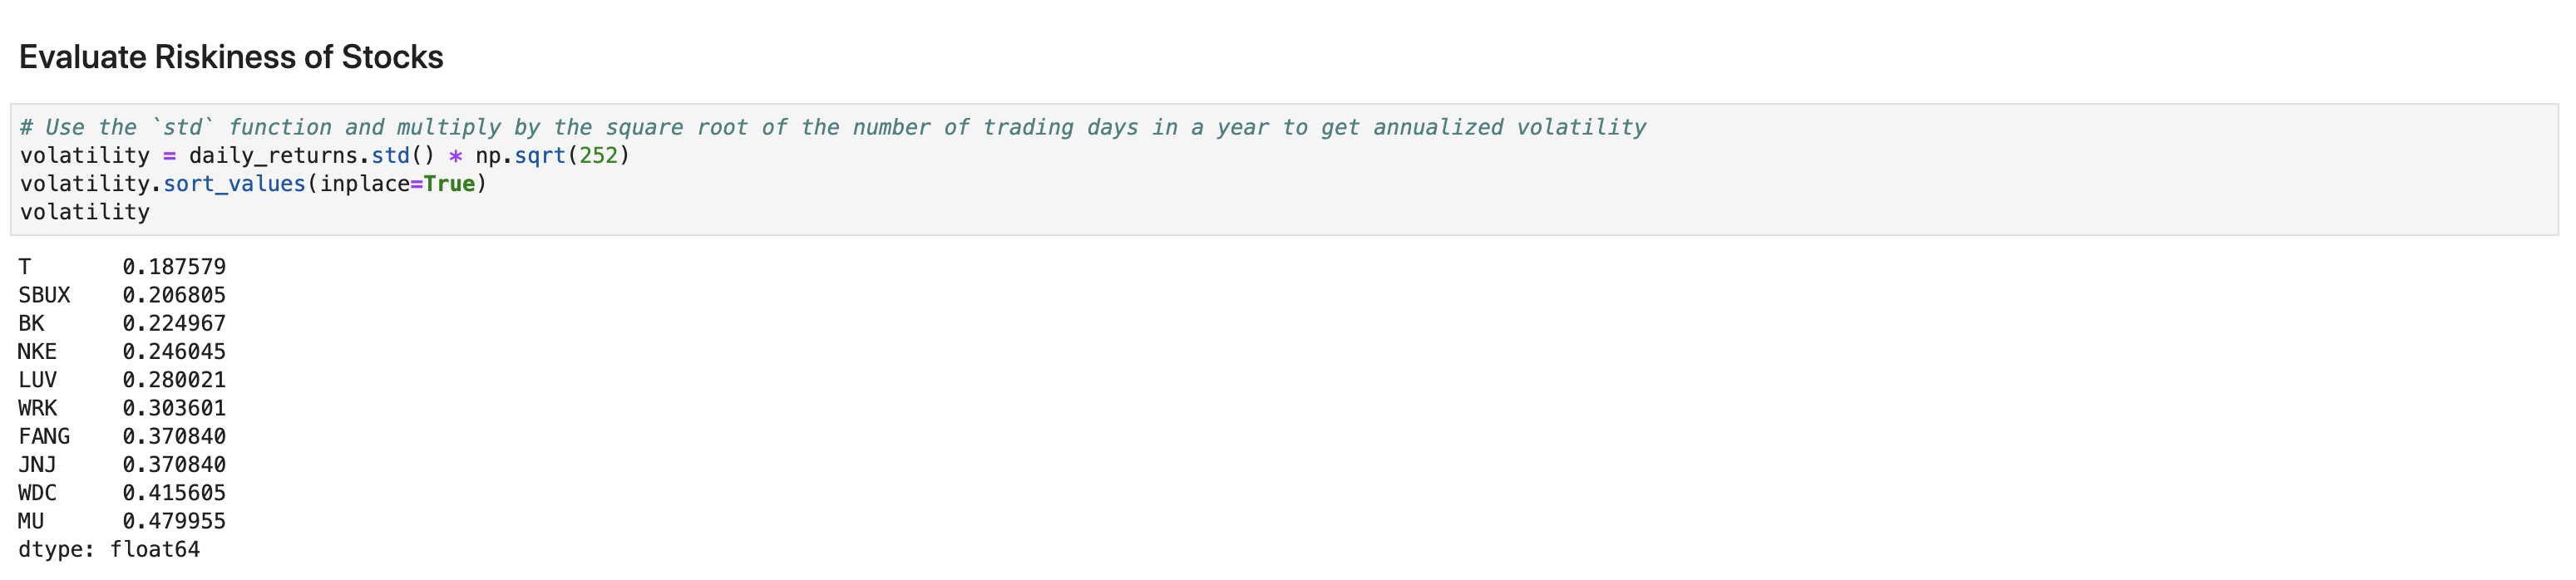 Evaluate Riskiness of Stocks
# Use the `std` function and multiply by the square root of the number of trading days in a year to get annualized volatility
volatility = daily_returns.std() * np.sqrt(252)
volatility.sort_values(inplace=True)
volatility
T       0.187579
SBUX    0.206805
BK      0.224967
NKE     0.246045
LUV     0.280021
WRK     0.303601
FANG    0.370840
JNJ     0.370840
WDC     0.415605
MU      0.479955
dtype: float64